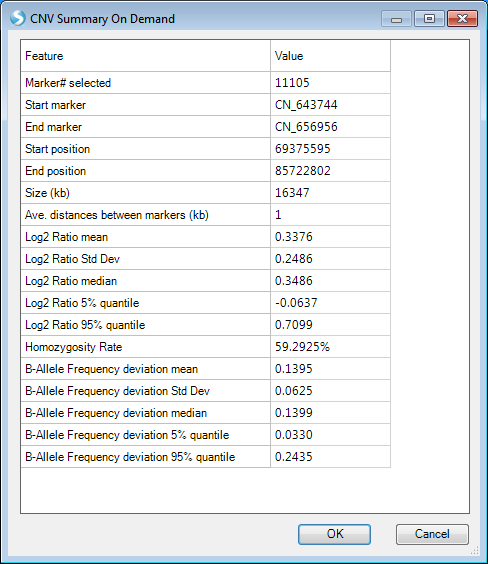 CNV Summary On Demand
Feature Value
Marker# selected 11105
Start marker CN_643744
End marker CN_656956
Start position 69375595
End position 85722802
Size (kb) 16347
Ave. distances between markers (kb) 1
Log2 Ratio mean 0.3376
Log2 Ratio Std Dev 0.2486
Log2 Ratio median 0.3486
Log2 Ratio 5% quantile -0.0637
Log2 Ratio 95% quantile 0.7099
Homozygosity Rate 59.2925%
B-Allele Frequency deviation mean 0.1395
B-Allele Frequency deviation Std Dev 0.0625
B-Allele Frequency deviation median 0.1399
B-Allele Frequency deviation 5% quantile 0.0330
B-Allele Frequency deviation 95% quantile 0.2435
OK Cancel